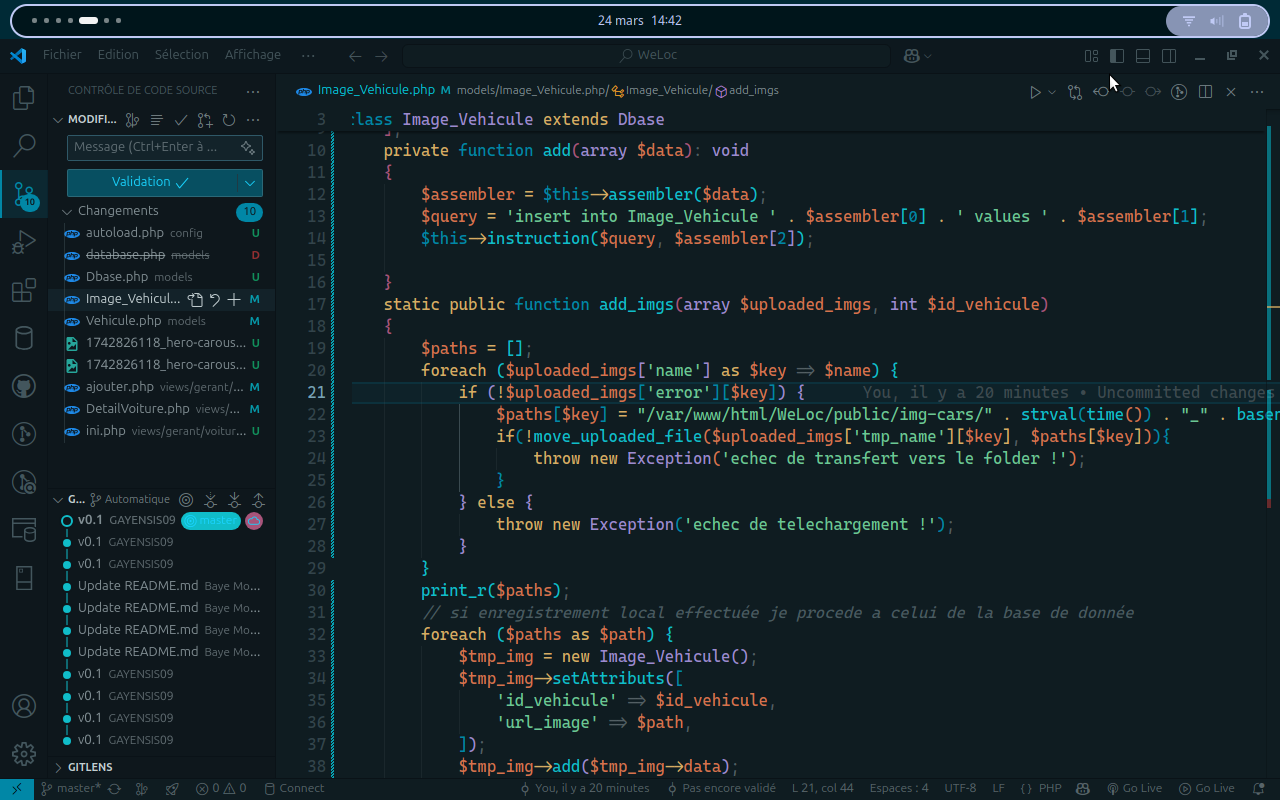 24 mars 14:42
Fichier Edition Sélection Affichage ··· WeLoc
CONTRÔLE DE CODE SOURCE ···
Image_Vehicule.php M models/Image_Vehicule.php/ Image_Vehicule/ add_imgs
MODIFI...
Message (Ctrl+Enter à ...
Validation
Changements 10
autoload.php config U
database.php models D
Dbase.php models U
Image_Vehicul... M
Vehicule.php models M
1742826118_hero-carous... U
1742826118_hero-carous... U
ajouter.php views/gerant/... M
DetailVoiture.php views/... M
ini.php views/gerant/voitur... U
10
G... Automatique
v0.1 GAYENSIS09 master
v0.1 GAYENSIS09
v0.1 GAYENSIS09
Update README.md Baye Mo...
Update README.md Baye Mo...
Update README.md Baye Mo...
Update README.md Baye Mo...
v0.1 GAYENSIS09
v0.1 GAYENSIS09
v0.1 GAYENSIS09
v0.1 GAYENSIS09
GITLENS
3 class Image_Vehicule extends Dbase
10 private function add(array $data): void
11 {
12 $assembler = $this->assembler($data);
13 $query = 'insert into Image_Vehicule ' . $assembler[0] . ' values ' . $assembler[1];
14 $this->instruction($query, $assembler[2]);
15
16 }
17 static public function add_imgs(array $uploaded_imgs, int $id_vehicule)
18 {
19 $paths = [];
20 foreach ($uploaded_imgs['name'] as $key => $name) {
21 if (!$uploaded_imgs['error'][$key]) { You, il y a 20 minutes • Uncommitted changes
22 $paths[$key] = "/var/www/html/WeLoc/public/img-cars/" . strval(time()) . "_" . basen
23 if(!move_uploaded_file($uploaded_imgs['tmp_name'][$key], $paths[$key])){
24 throw new Exception('echec de transfert vers le folder !');
25 }
26 } else {
27 throw new Exception('echec de telechargement !');
28 }
29 }
30 print_r($paths);
31 // si enregistrement local effectuée je procede a celui de la base de donnée
32 foreach ($paths as $path) {
33 $tmp_img = new Image_Vehicule();
34 $tmp_img->setAttributs([
35 'id_vehicule' => $id_vehicule,
36 'url_image' => $path,
37 ]);
38 $tmp_img->add($tmp_img->data);
master* 0 0 Connect You, il y a 20 minutes Pas encore validé L 21, col 44 Espaces : 4 UTF-8 LF {} PHP Go Live Go Live